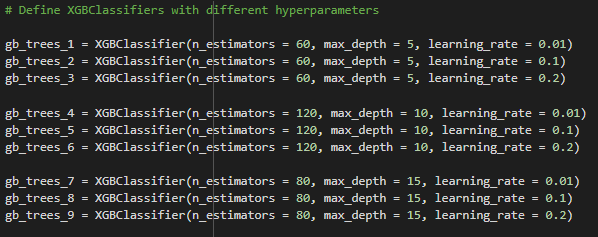 # Define XGBClassifiers with different hyperparameters
gb_trees_1 = XGBClassifier(n_estimators = 60, max_depth = 5, learning_rate = 0.01)
gb_trees_2 = XGBClassifier(n_estimators = 60, max_depth = 5, learning_rate = 0.1)
gb_trees_3 = XGBClassifier(n_estimators = 60, max_depth = 5, learning_rate = 0.2)
gb_trees_4 = XGBClassifier(n_estimators = 120, max_depth = 10, learning_rate = 0.01)
gb_trees_5 = XGBClassifier(n_estimators = 120, max_depth = 10, learning_rate = 0.1)
gb_trees_6 = XGBClassifier(n_estimators = 120, max_depth = 10, learning_rate = 0.2)
gb_trees_7 = XGBClassifier(n_estimators = 80, max_depth = 15, learning_rate = 0.01)
gb_trees_8 = XGBClassifier(n_estimators = 80, max_depth = 15, learning_rate = 0.1)
gb_trees_9 = XGBClassifier(n_estimators = 80, max_depth = 15, learning_rate = 0.2)